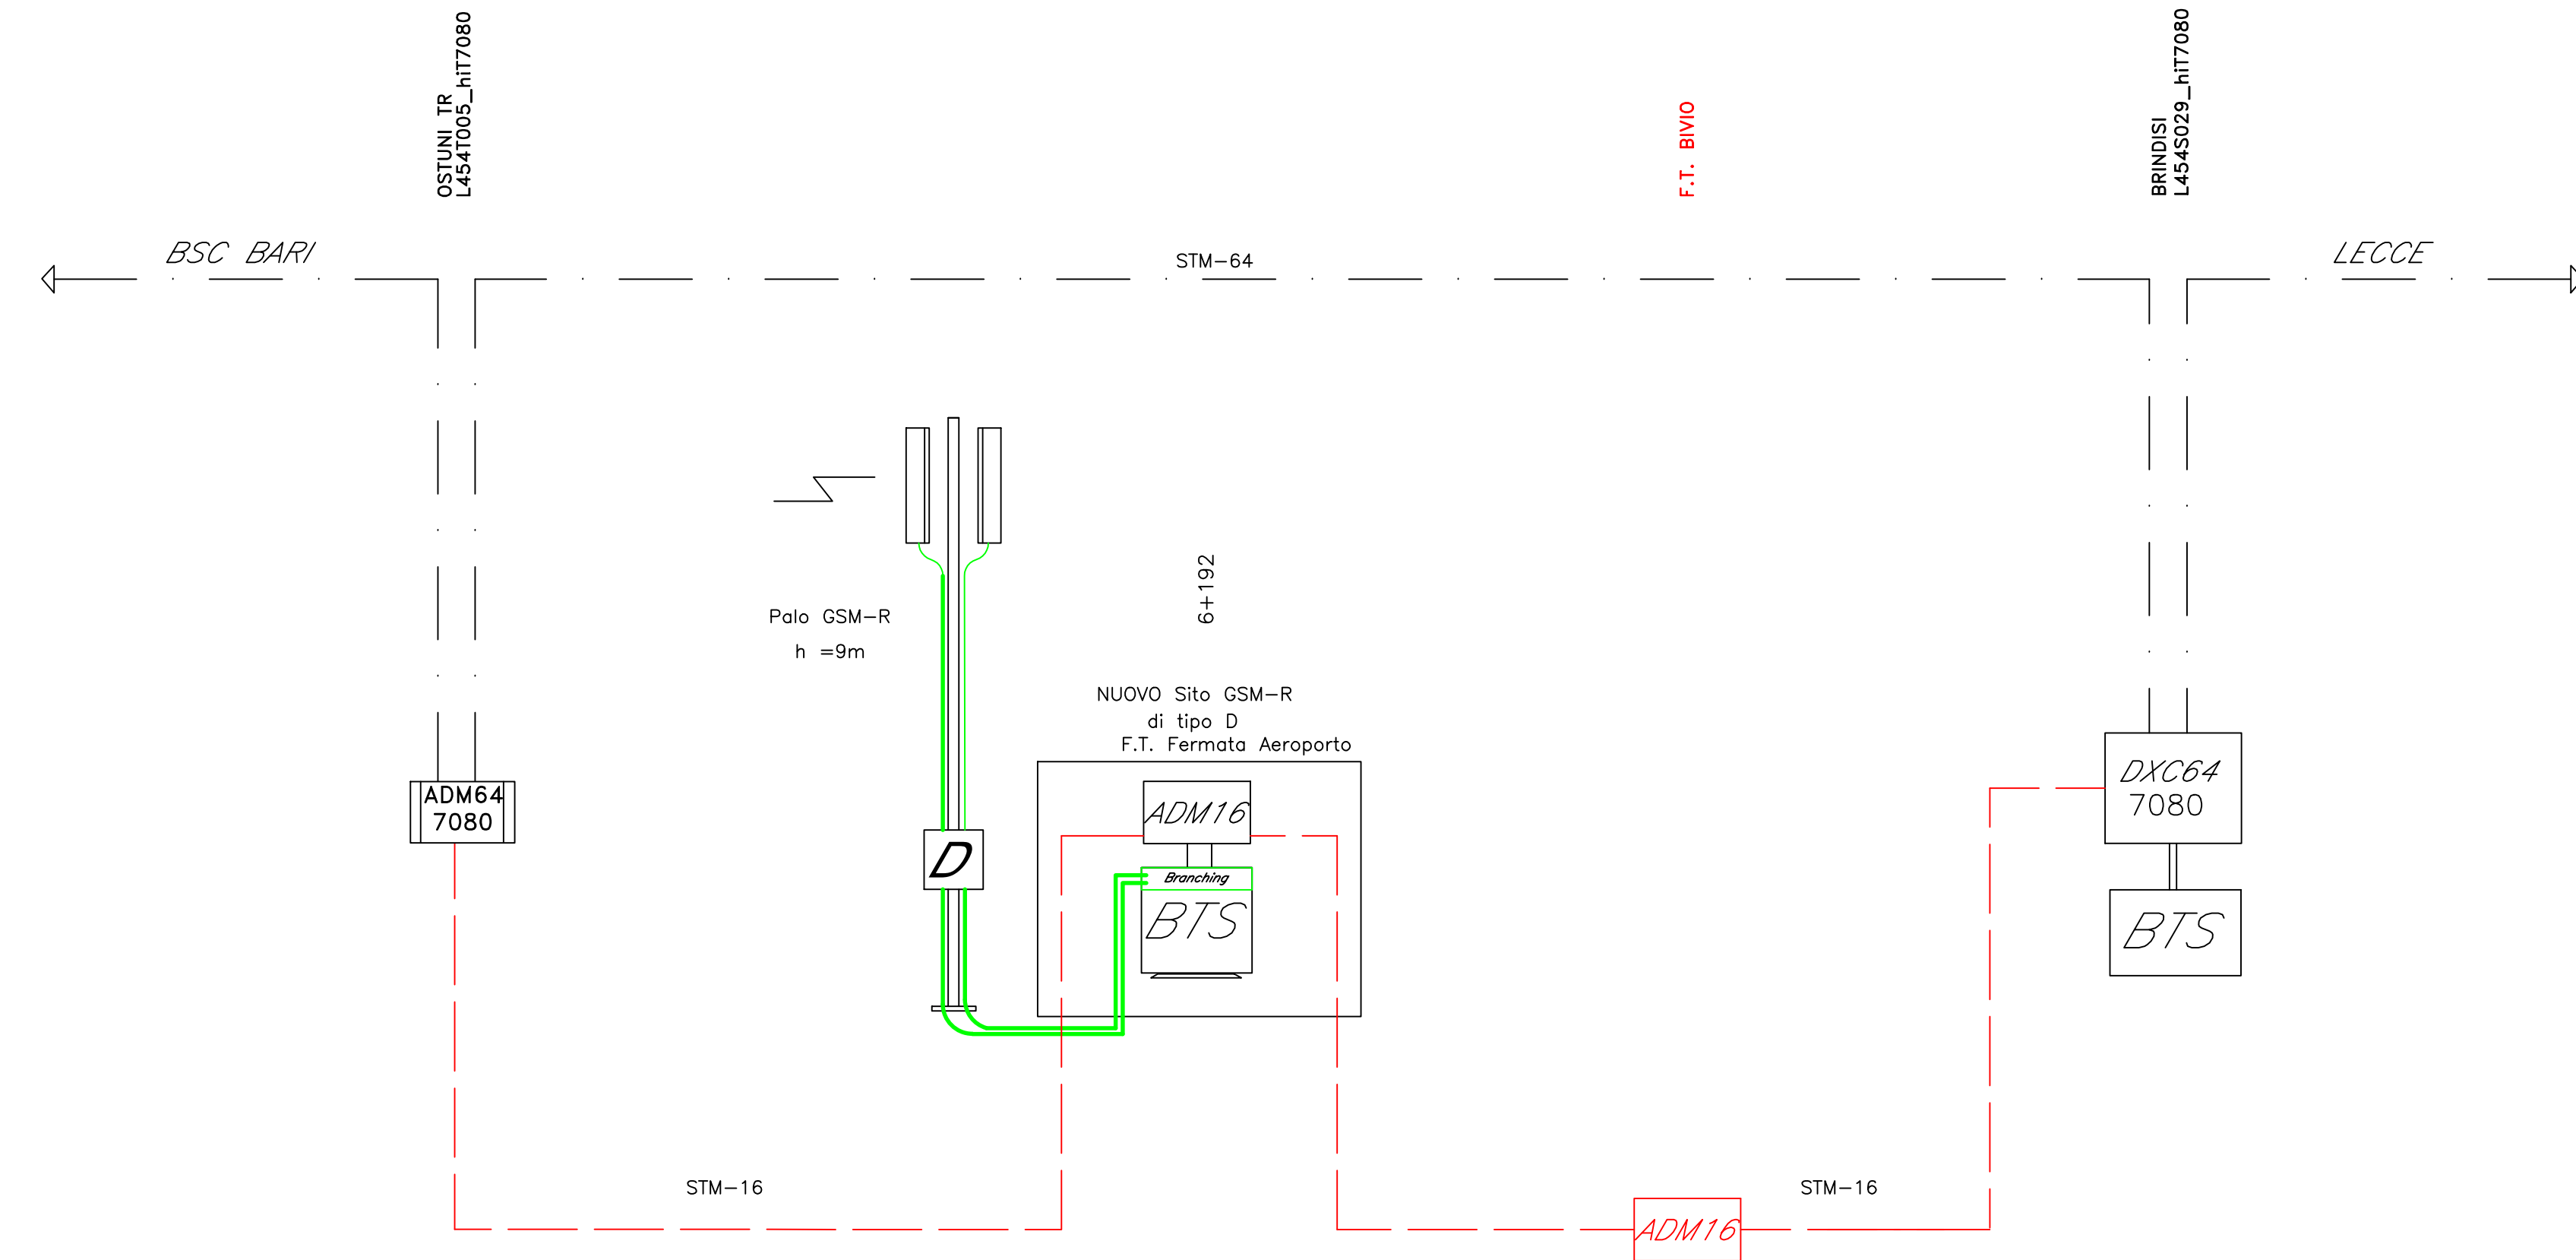 OSTUNI TR
L454T005_hiT7080
F.T. BIVIO
BRINDISI
L454S029_hiT7080
BSC BARI
STM-64
LECCE
6+192
Palo GSM-R
h =9m
NUOVO Sito GSM-R
di tipo D
F.T. Fermata Aeroporto
ADM64
7080
D
ADM16
Branching
BTS
DXC64
7080
BTS
STM-16
STM-16
ADM16